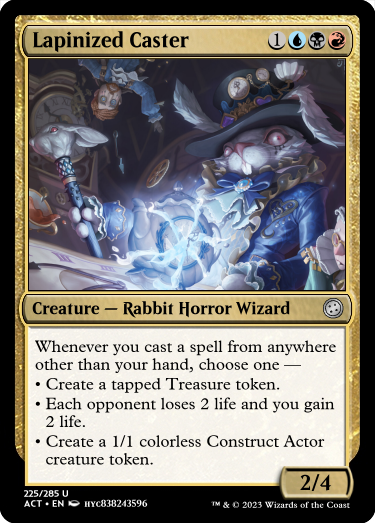 Lapinized Caster 1
Creature — Rabbit Horror Wizard
Whenever you cast a spell from anywhere
other than your hand, choose one —
• Create a tapped Treasure token.
• Each opponent loses 2 life and you gain
2 life.
• Create a 1/1 colorless Construct Actor
creature token.
2/4
225/285 U
ACT • EN HYC838243596
™ & © 2023 Wizards of the Coast